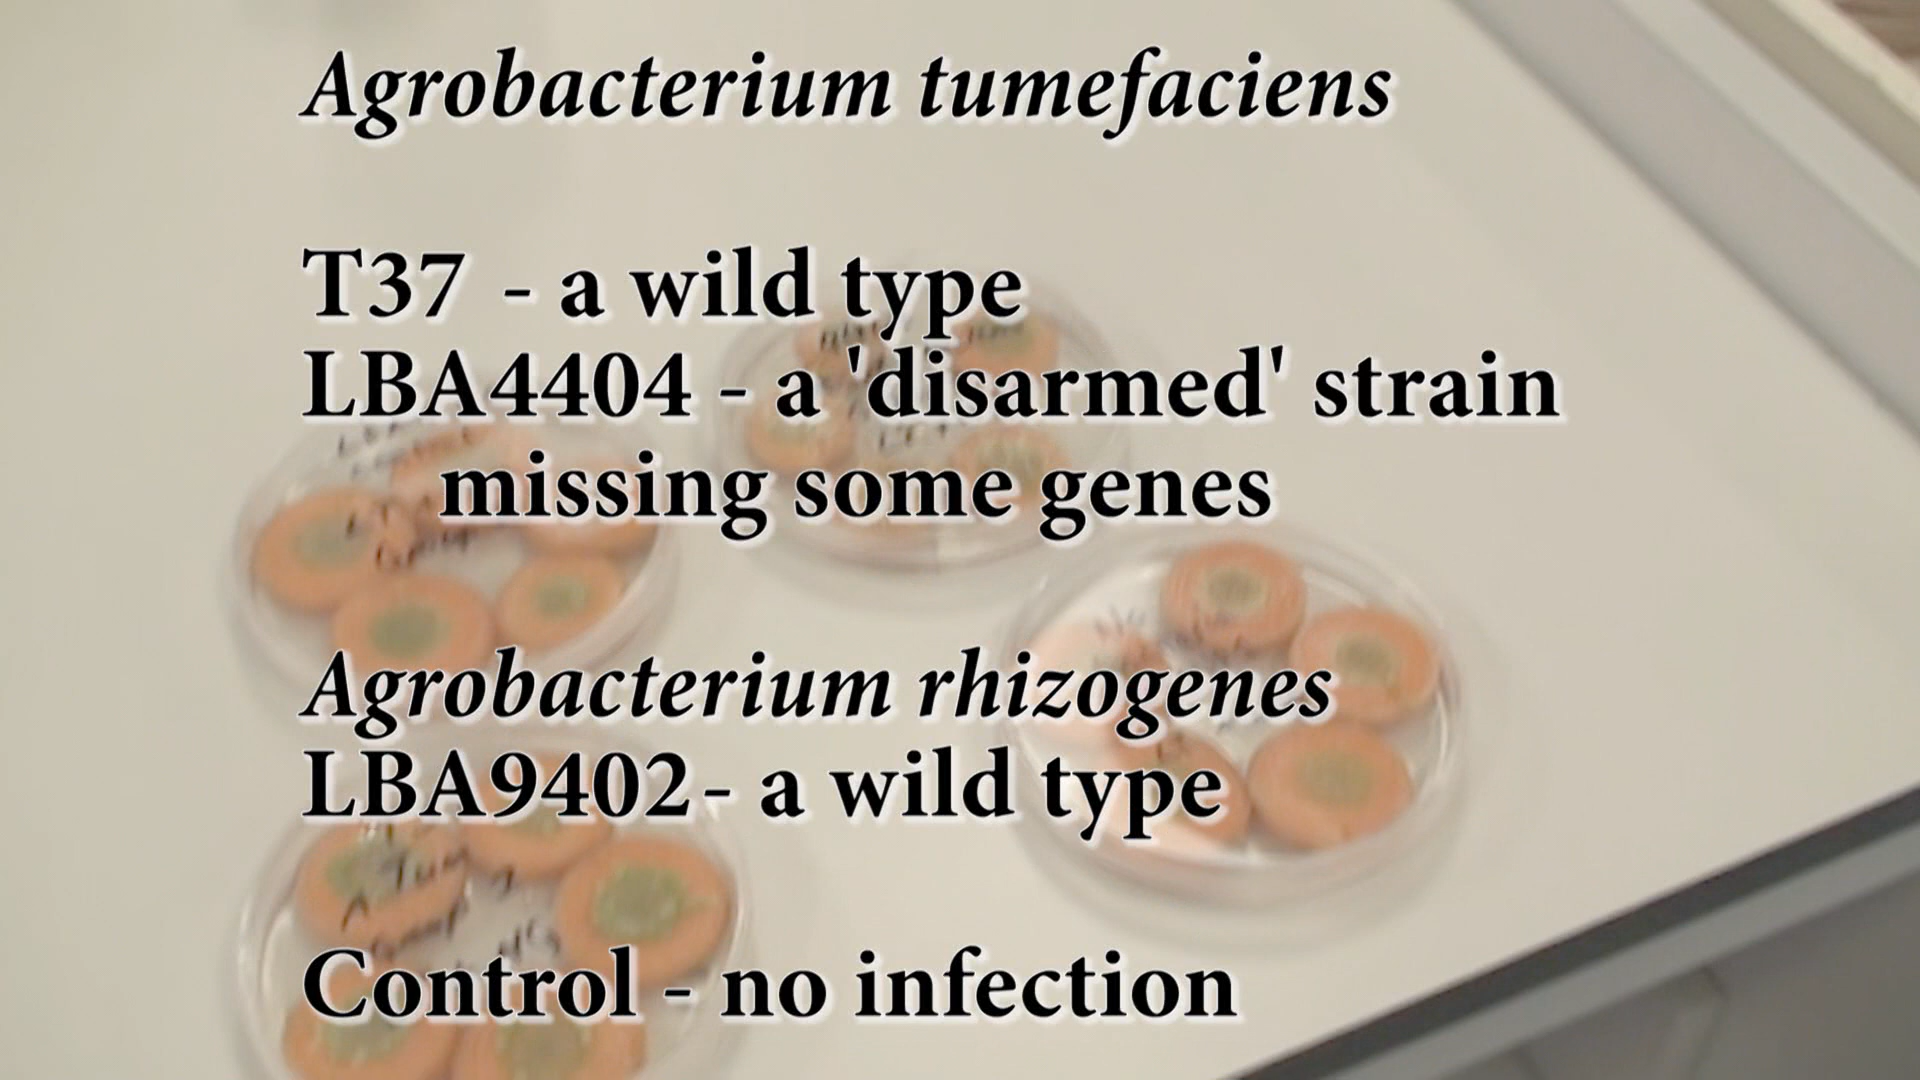 Agrobacterium tumefaciens
T37 - a wild type
LBA4404 - a 'disarmed' strain
missing some genes
Agrobacterium rhizogenes
LBA9402 - a wild type
Control - no infection